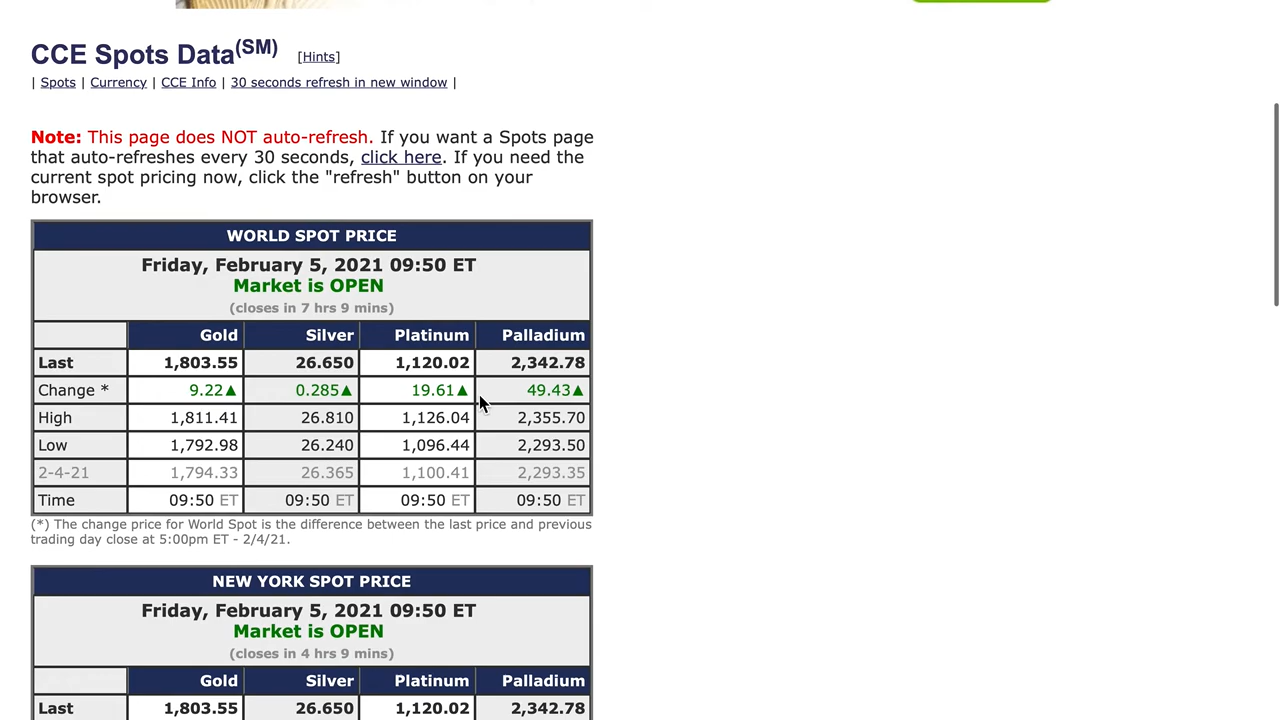 CCE Spots Data(SM) [Hints]
| Spots | Currency | CCE Info | 30 seconds refresh in new window |
Note: This page does NOT auto-refresh. If you want a Spots page
that auto-refreshes every 30 seconds, click here. If you need the
current spot pricing now, click the "refresh" button on your
browser.
WORLD SPOT PRICE
Friday, February 5, 2021 09:50 ET
Market is OPEN
(closes in 7 hrs 9 mins)
Gold Silver Platinum Palladium
Last 1,803.55 26.650 1,120.02 2,342.78
Change * 9.22▲ 0.285▲ 19.61▲ 49.43▲
High 1,811.41 26.810 1,126.04 2,355.70
Low 1,792.98 26.240 1,096.44 2,293.50
2-4-21 1,794.33 26.365 1,100.41 2,293.35
Time 09:50 ET 09:50 ET 09:50 ET 09:50 ET
(*) The change price for World Spot is the difference between the last price and previous
trading day close at 5:00pm ET - 2/4/21.
NEW YORK SPOT PRICE
Friday, February 5, 2021 09:50 ET
Market is OPEN
(closes in 4 hrs 9 mins)
Gold Silver Platinum Palladium
Last 1,803.55 26.650 1,120.02 2,342.78